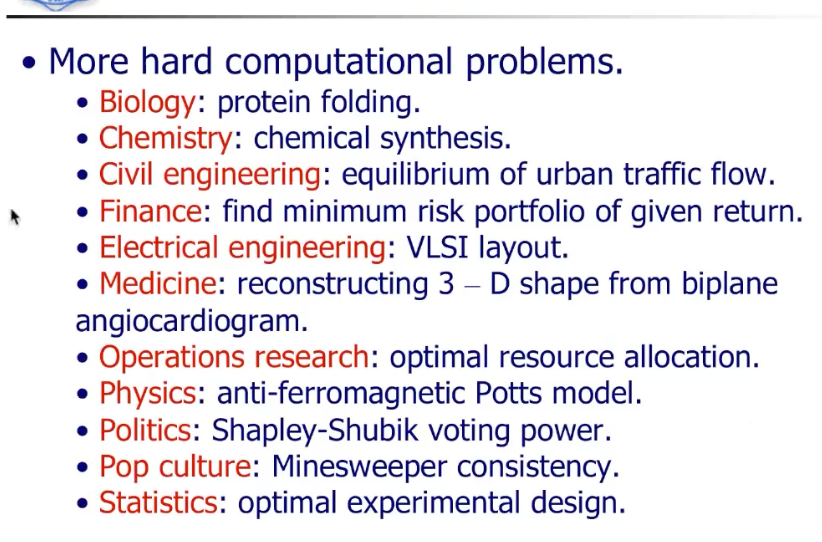 • More hard computational problems.
• Biology: protein folding.
• Chemistry: chemical synthesis.
• Civil engineering: equilibrium of urban traffic flow.
• Finance: find minimum risk portfolio of given return.
• Electrical engineering: VLSI layout.
• Medicine: reconstructing 3 – D shape from biplane
angiocardiogram.
• Operations research: optimal resource allocation.
• Physics: anti-ferromagnetic Potts model.
• Politics: Shapley-Shubik voting power.
• Pop culture: Minesweeper consistency.
• Statistics: optimal experimental design.